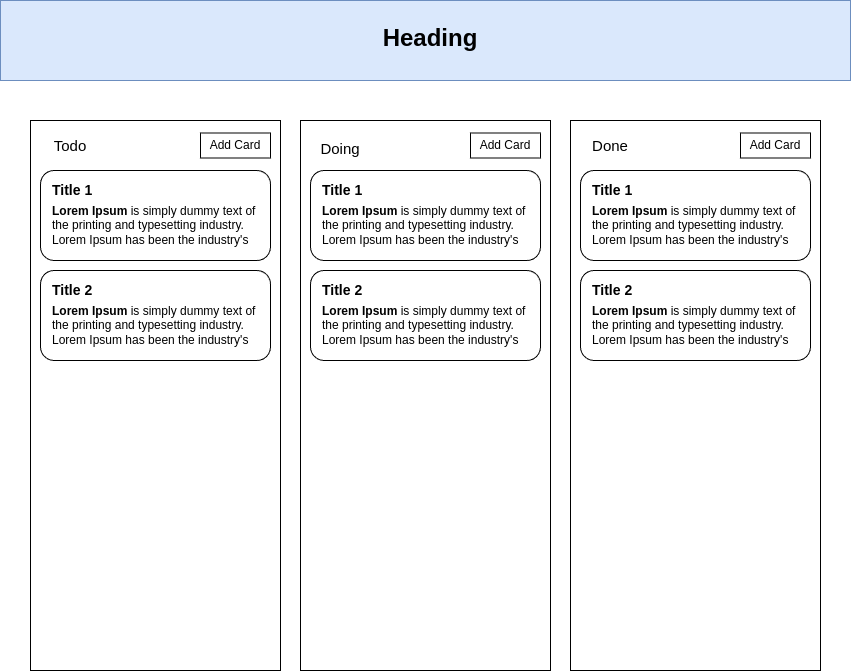 Heading
Todo
Add Card
Title 1
Lorem Ipsum is simply dummy text of
the printing and typesetting industry.
Lorem Ipsum has been the industry's
Title 2
Lorem Ipsum is simply dummy text of
the printing and typesetting industry.
Lorem Ipsum has been the industry's
Doing
Add Card
Title 1
Lorem Ipsum is simply dummy text of
the printing and typesetting industry.
Lorem Ipsum has been the industry's
Title 2
Lorem Ipsum is simply dummy text of
the printing and typesetting industry.
Lorem Ipsum has been the industry's
Done
Add Card
Title 1
Lorem Ipsum is simply dummy text of
the printing and typesetting industry.
Lorem Ipsum has been the industry's
Title 2
Lorem Ipsum is simply dummy text of
the printing and typesetting industry.
Lorem Ipsum has been the industry's